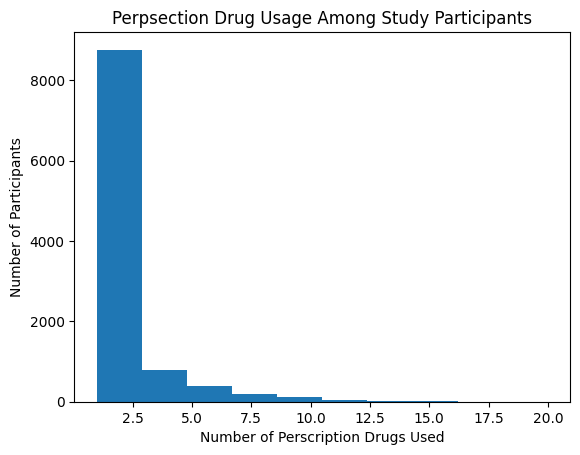 Perpsection Drug Usage Among Study Participants
Number of Participants
8000
6000
4000
2000
0
2.5 5.0 7.5 10.0 12.5 15.0 17.5 20.0
Number of Perscription Drugs Used